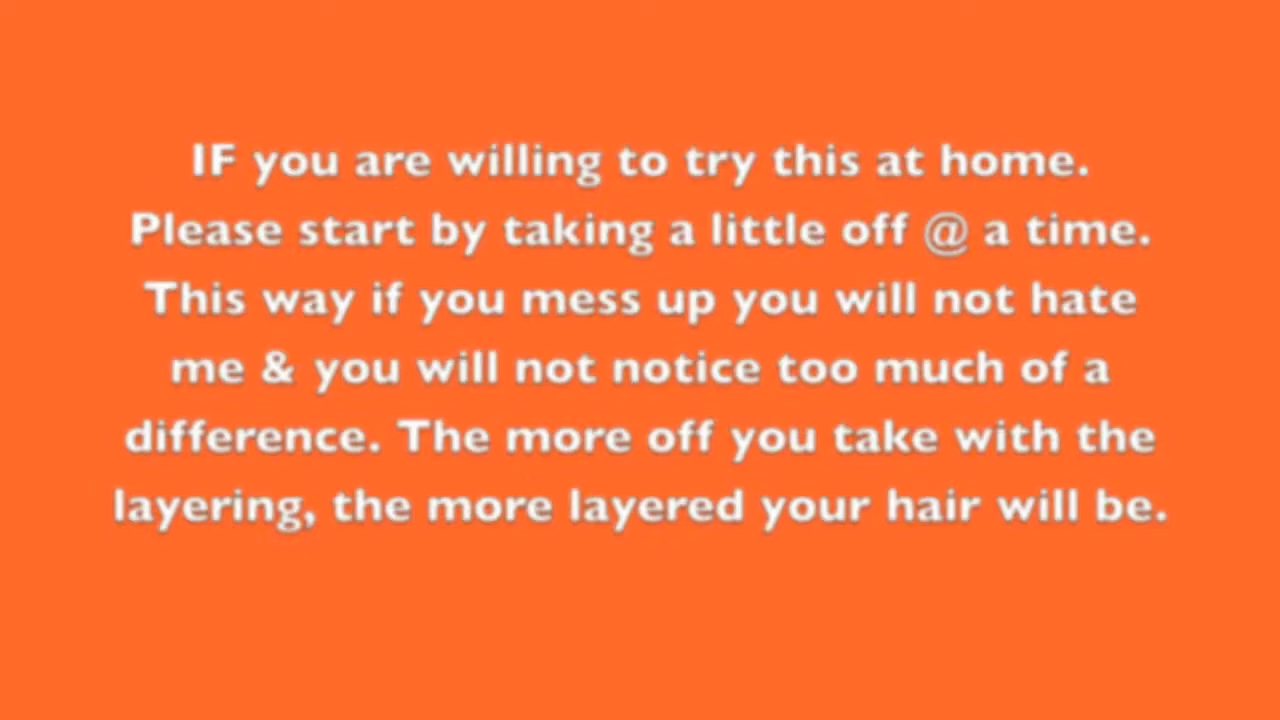 IF you are willing to try this at home.
Please start by taking a little off @ a time.
This way if you mess up you will not hate
me & you will not notice too much of a
difference. The more off you take with the
layering, the more layered your hair will be.